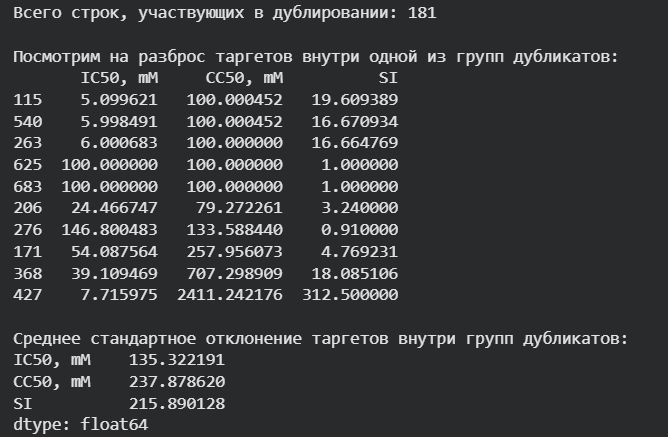 Всего строк, участвующих в дублировании: 181
Посмотрим на разброс таргетов внутри одной из групп дубликатов:
IC50, mM CC50, mM SI
115 5.099621 100.000452 19.609389
540 5.998491 100.000452 16.670934
263 6.000683 100.000000 16.664769
625 100.000000 100.000000 1.000000
683 100.000000 100.000000 1.000000
206 24.466747 79.272261 3.240000
276 146.800483 133.588440 0.910000
171 54.087564 257.956073 4.769231
368 39.109469 707.298909 18.085106
427 7.715975 2411.242176 312.500000
Среднее стандартное отклонение таргетов внутри групп дубликатов:
IC50, mM 135.322191
CC50, mM 237.878620
SI 215.890128
dtype: float64